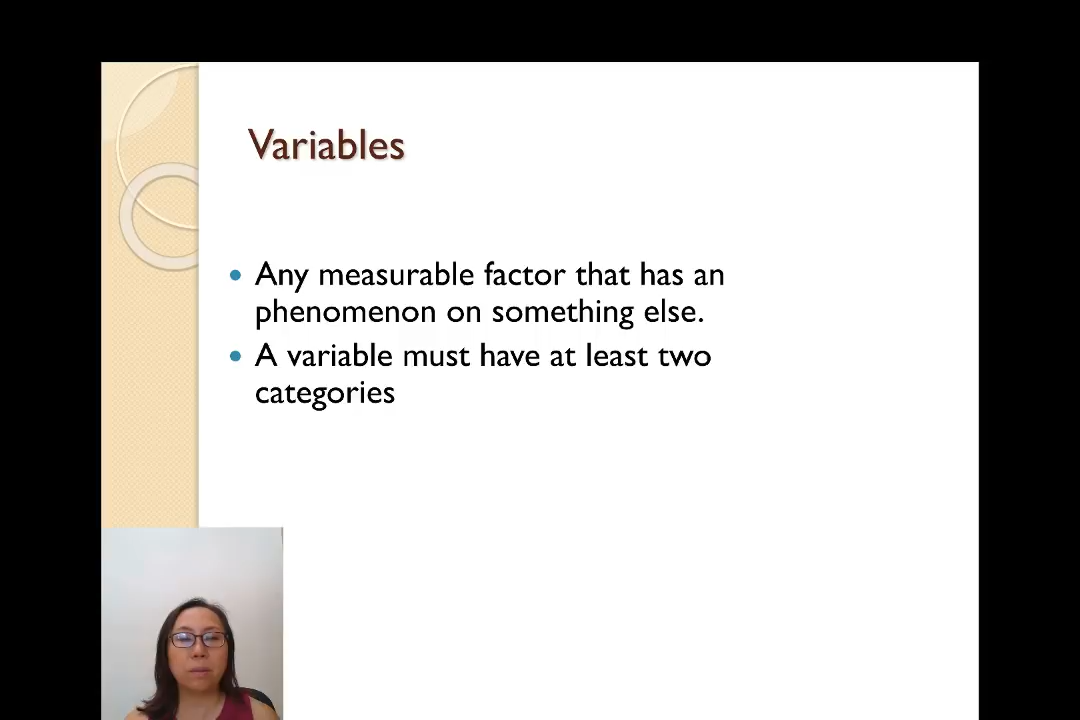 Variables
Any measurable factor that has an
phenomenon on something else.
A variable must have at least two
categories